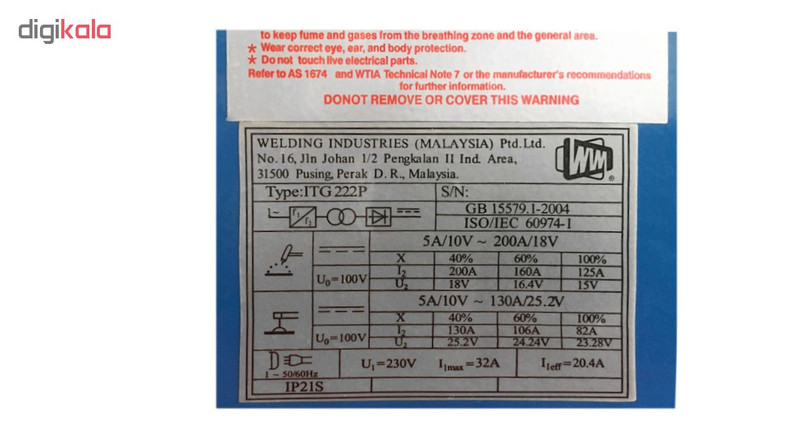 digikala
to keep fume and gases from the breathing zone and the general area.
* Wear correct eye, ear, and body protection.
* Do not touch live electrical parts.
Refer to AS 1674 and WTIA Technical Note 7 or the manufacturer's recommendations
for further information.
DONOT REMOVE OR COVER THIS WARNING
WELDING INDUSTRIES (MALAYSIA) Ptd.Ltd.
No.16, Jln Johan 1/2 Pengkalan II Ind. Area,
31500 Pusing, Perak D.R., Malaysia.
WM ®
Type:ITG 222P S/N:
f1 f2
GB 15579.1-2004
ISO/IEC 60974-1
5A/10V ~ 200A/18V
X 40% 60% 100%
I2 200A 160A 125A
U0=100V U2 18V 16.4V 15V
5A/10V ~ 130A/25.2V
X 40% 60% 100%
I2 130A 106A 82A
U0=100V U2 25.2V 24.24V 23.28V
1 ~ 50/60Hz U1=230V I1max=32A I1eff=20.4A
IP21S